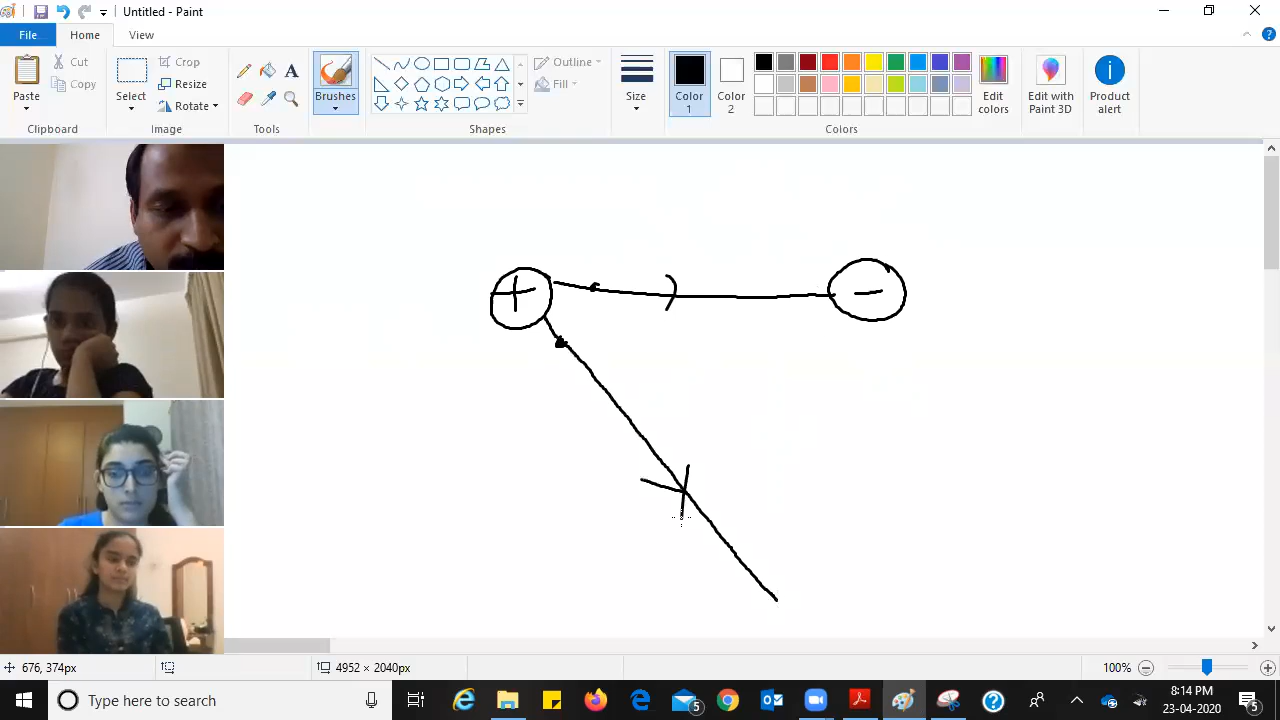 Untitled - Paint
File
Home
View
Paste
Cut
Copy
Clipboard
Select
Crop
Resize
Rotate
Image
A
Tools
Brushes
Shapes
Outline
Fill
Size
Color 1
Color 2
Colors
Edit colors
Edit with Paint 3D
Product alert
+
−
676, 374px
4952 × 2040px
100%
Type here to search
5
8:14 PM
23-04-2020
5